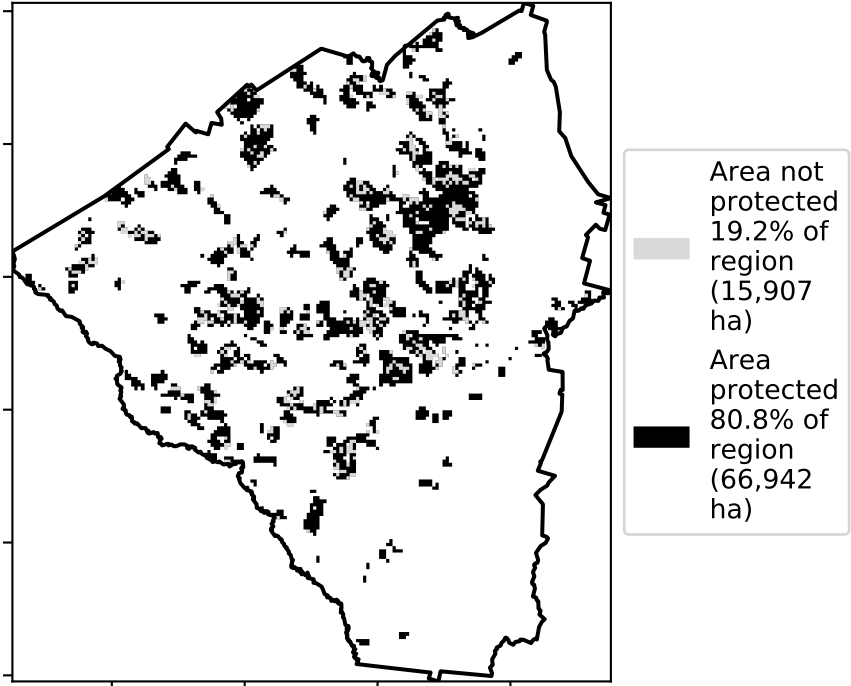 Area not
protected
19.2% of
region
(15,907
ha)
Area
protected
80.8% of
region
(66,942
ha)